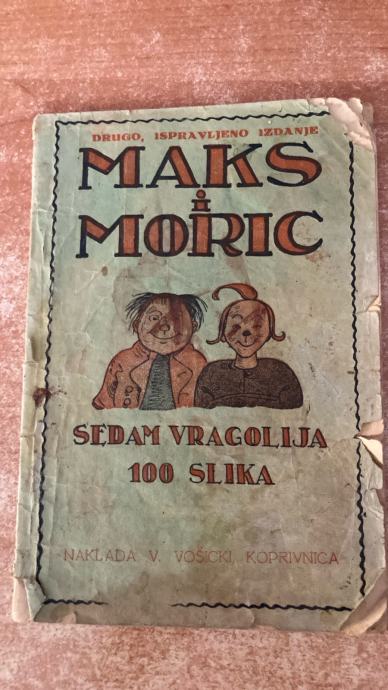 DRUGO, ISPRAVLJENO IZDANJE
MAKS
i
MORIC
SEDAM VRAGOLIJA
100 SLIKA
NAKLADA V. VOŠICKI, KOPRIVNICA